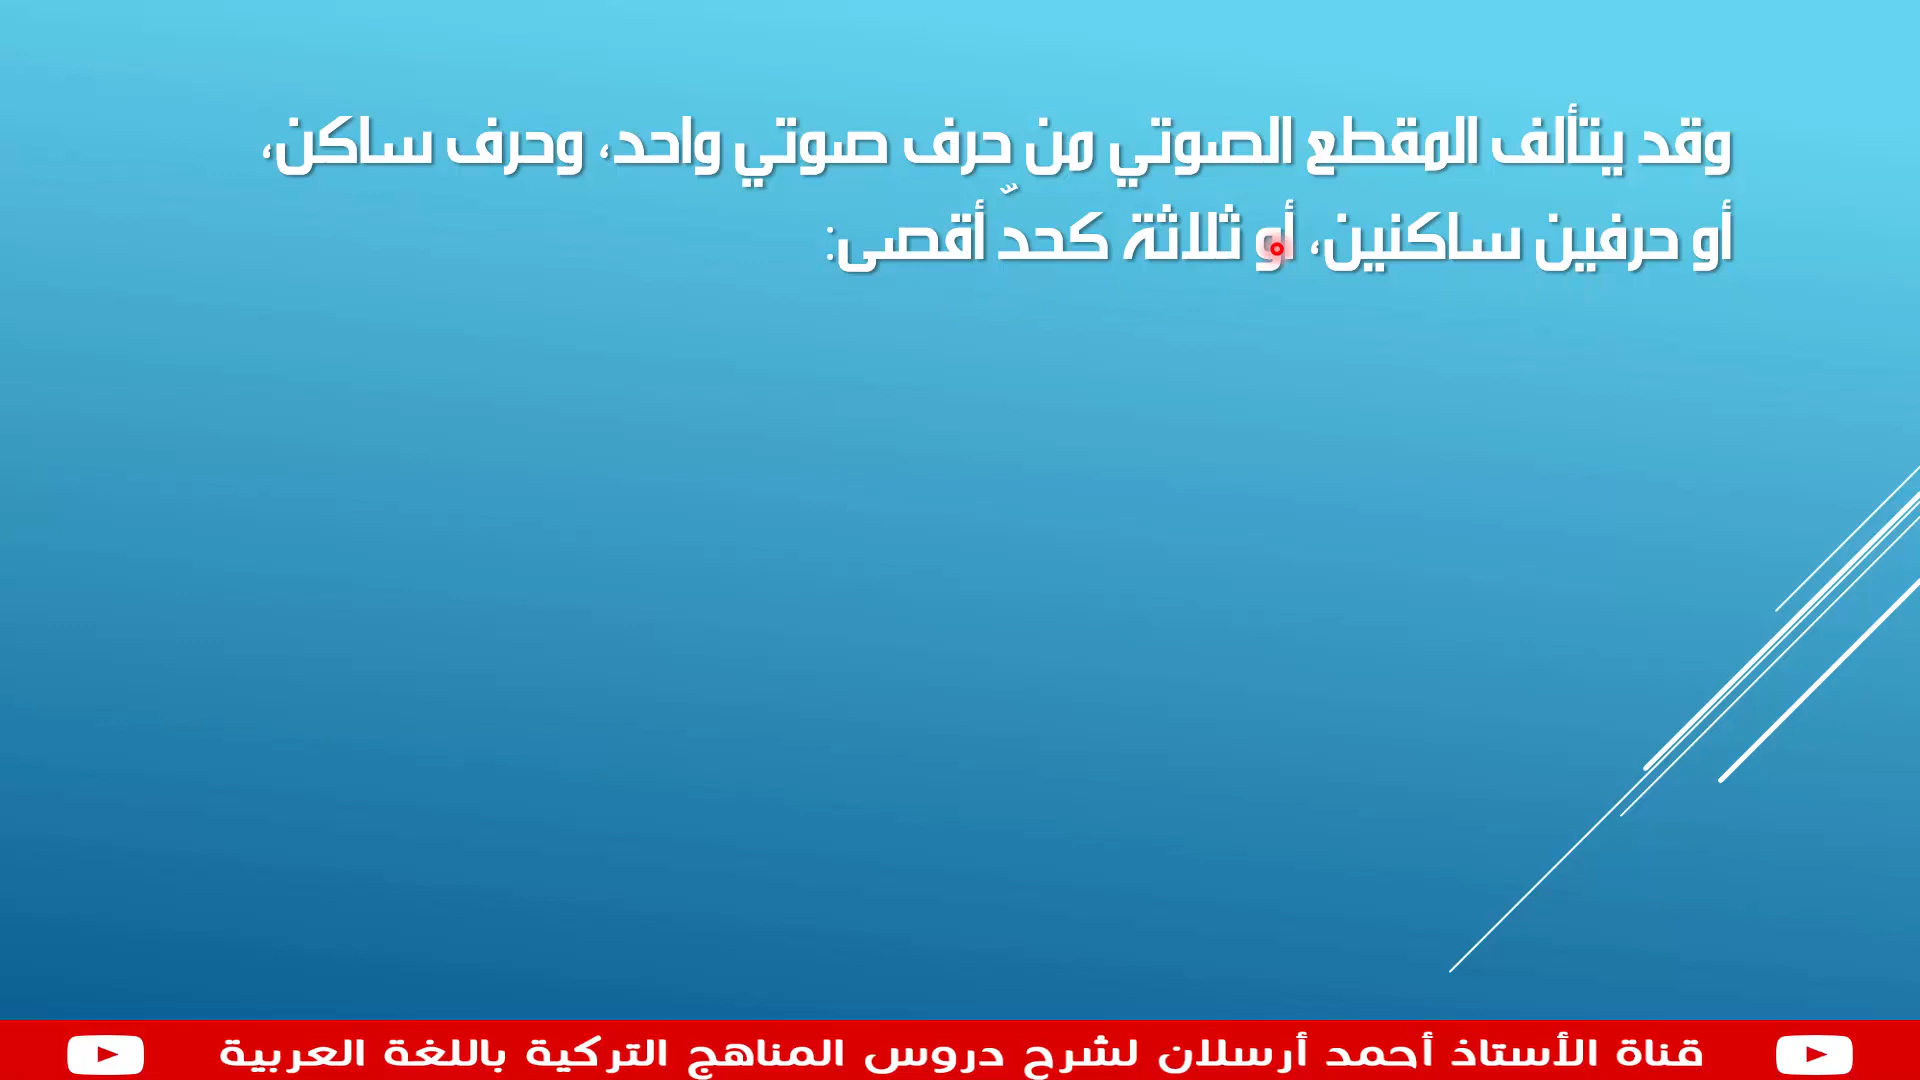 وقد يتألف المقطع الصوتي من حرف صوتي واحد، وحرف ساكن،
أو حرفين ساكنين، أو ثلاثة كحدّ أقصى:
قناة الأستاذ أحمد أرسلان لشرح دروس المناهج التركية باللغة العربية